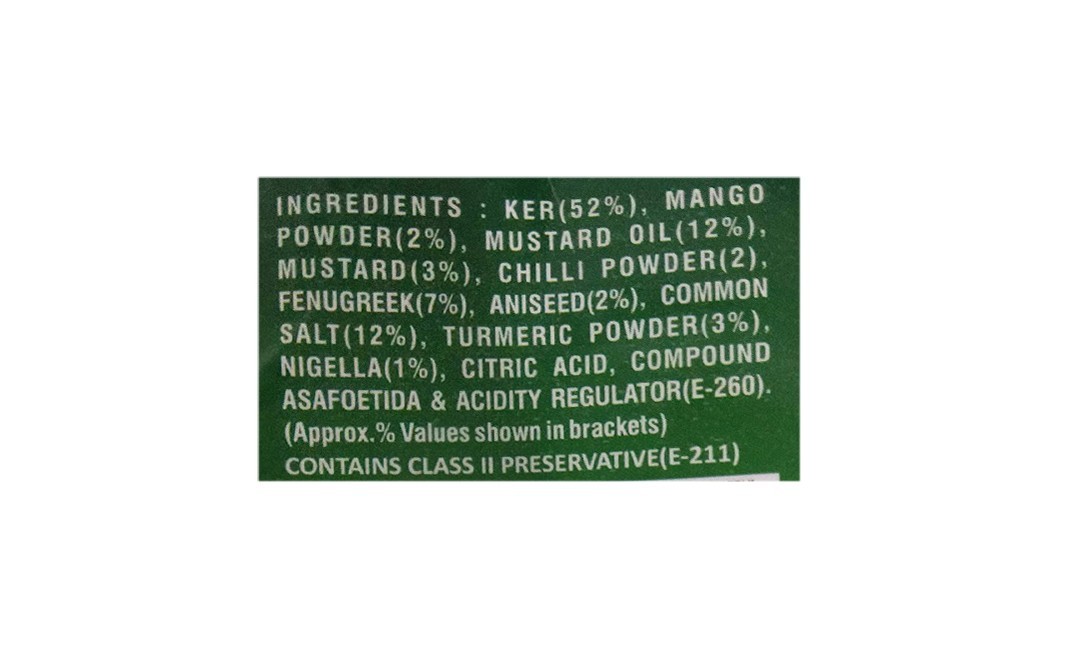 INGREDIENTS : KER(52%), MANGO
POWDER(2%), MUSTARD OIL(12%),
MUSTARD(3%), CHILLI POWDER(2),
FENUGREEK(7%), ANISEED(2%), COMMON
SALT(12%), TURMERIC POWDER(3%),
NIGELLA(1%), CITRIC ACID, COMPOUND
ASAFOETIDA & ACIDITY REGULATOR(E-260).
(Approx.% Values shown in brackets)
CONTAINS CLASS II PRESERVATIVE(E-211)